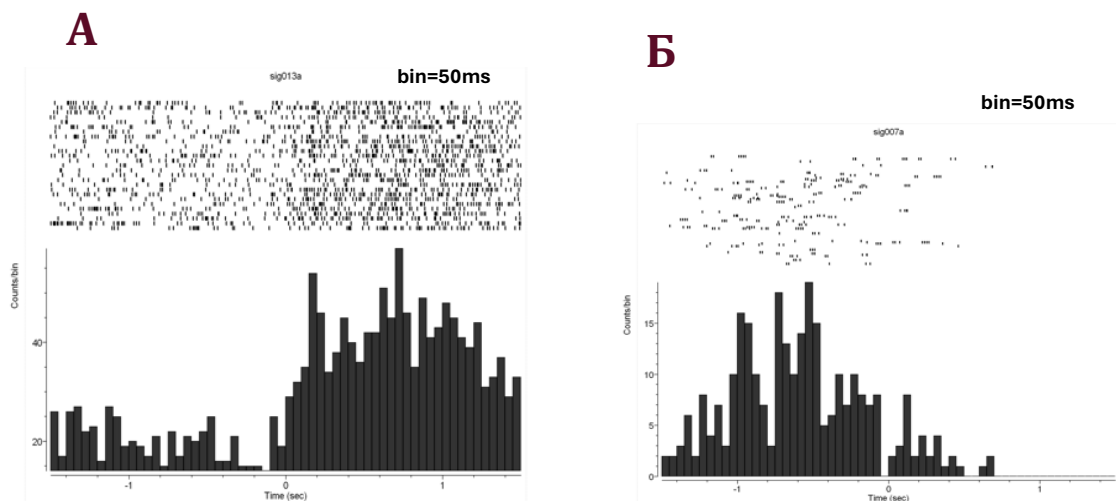 А
sig013a
bin=50ms
Counts/bin
40
20
-1
0
1
Time (sec)
Б
bin=50ms
sig007a
Counts/bin
15
10
5
0
-1
0
1
Time (sec)